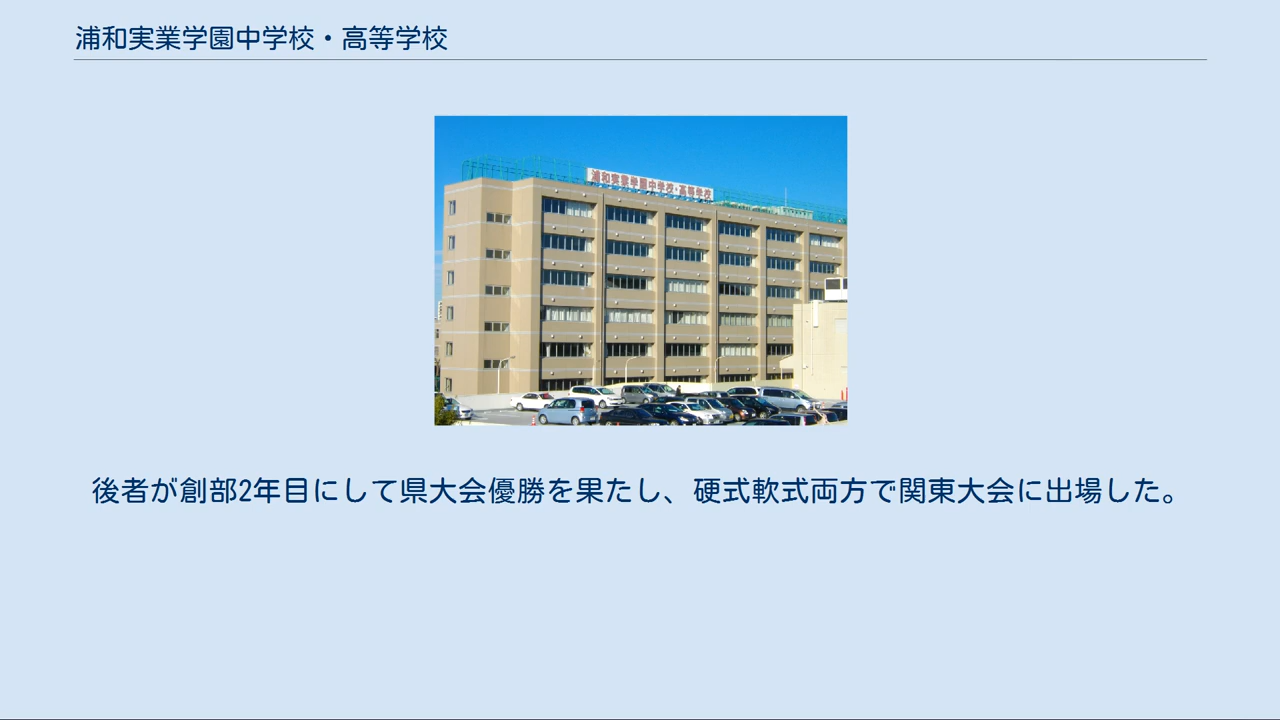 浦和実業学園中学校・高等学校
浦和実業学園中学校・高等学校
後者が創部2年目にして県大会優勝を果たし、硬式軟式両方で関東大会に出場した。